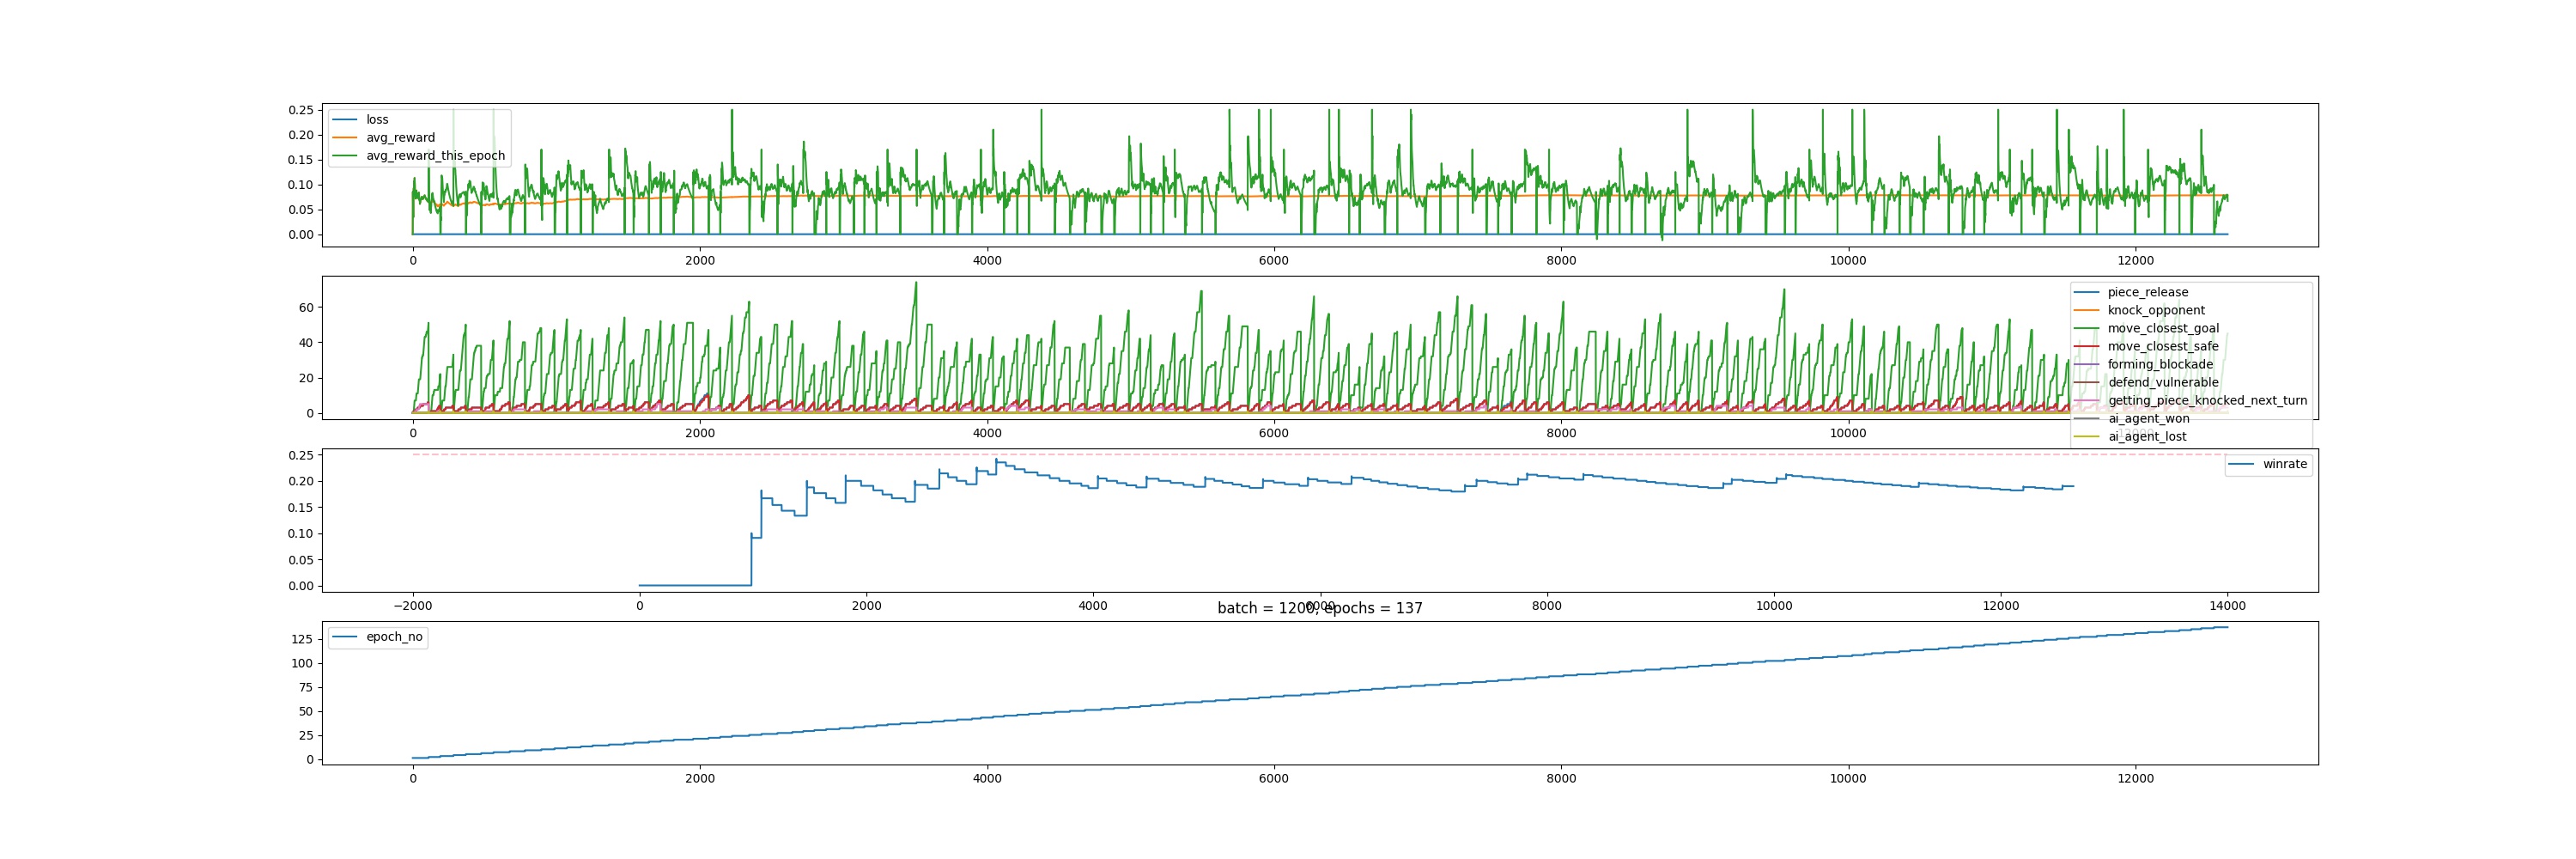 0.25
0.20
0.15
0.10
0.05
0.00
loss
avg_reward
avg_reward_this_epoch
0 2000 4000 6000 8000 10000 12000
60
40
20
0
piece_release
knock_opponent
move_closest_goal
move_closest_safe
forming_blockade
defend_vulnerable
getting_piece_knocked_next_turn
ai_agent_won
ai_agent_lost
0 2000 4000 6000 8000 10000 12000
0.25
0.20
0.15
0.10
0.05
0.00
winrate
−2000 0 2000 4000 6000 8000 10000 12000 14000
batch = 1200, epochs = 137
125
100
75
50
25
0
epoch_no
0 2000 4000 6000 8000 10000 12000